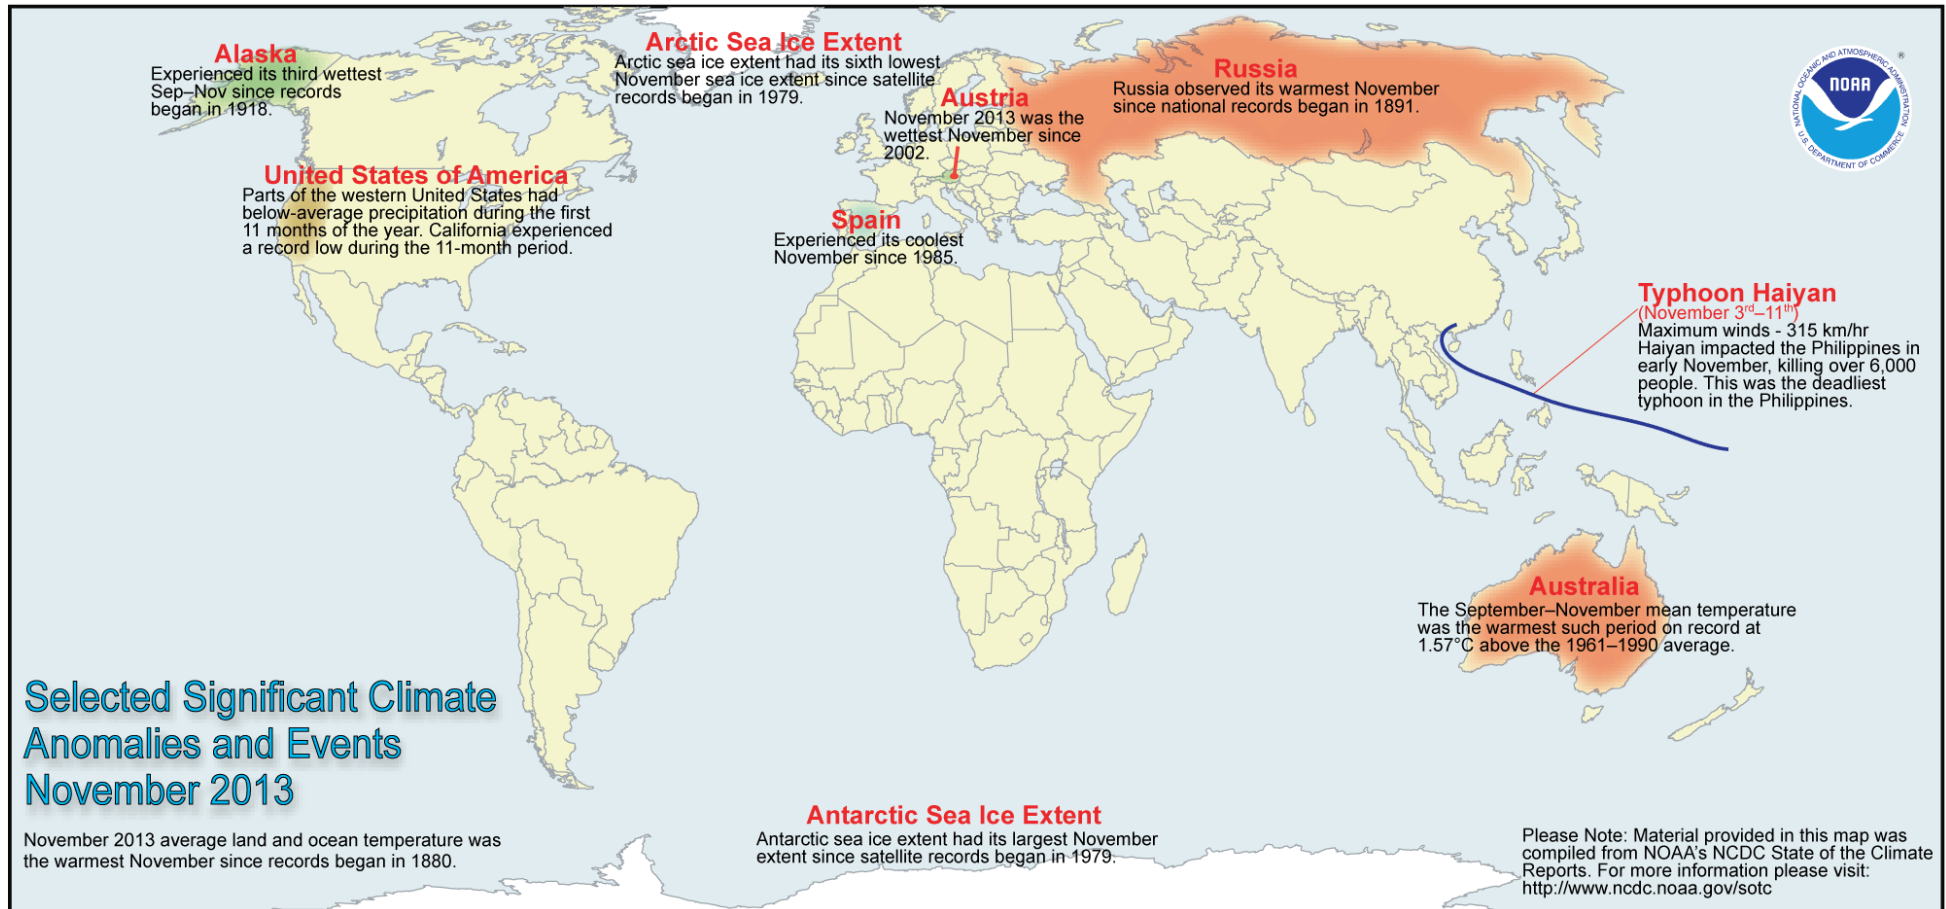 Alaska
Experienced its third wettest
Sep–Nov since records
began in 1918.
Arctic Sea Ice Extent
Arctic sea ice extent had its sixth lowest
November sea ice extent since satellite
records began in 1979.
Austria
November 2013 was the
wettest November since
2002.
Russia
Russia observed its warmest November
since national records began in 1891.
NATIONAL OCEANIC AND ATMOSPHERIC ADMINISTRATION
®
NOAA
U.S. DEPARTMENT OF COMMERCE
United States of America
Parts of the western United States had
below-average precipitation during the first
11 months of the year. California experienced
a record low during the 11-month period.
Spain
Experienced its coolest
November since 1985.
Typhoon Haiyan
(November 3rd–11th)
Maximum winds - 315 km/hr
Haiyan impacted the Philippines in
early November, killing over 6,000
people. This was the deadliest
typhoon in the Philippines.
Australia
The September–November mean temperature
was the warmest such period on record at
1.57°C above the 1961–1990 average.
Selected Significant Climate
Anomalies and Events
November 2013
November 2013 average land and ocean temperature was
the warmest November since records began in 1880.
Antarctic Sea Ice Extent
Antarctic sea ice extent had its largest November
extent since satellite records began in 1979.
Please Note: Material provided in this map was
compiled from NOAA's NCDC State of the Climate
Reports. For more information please visit:
http://www.ncdc.noaa.gov/sotc